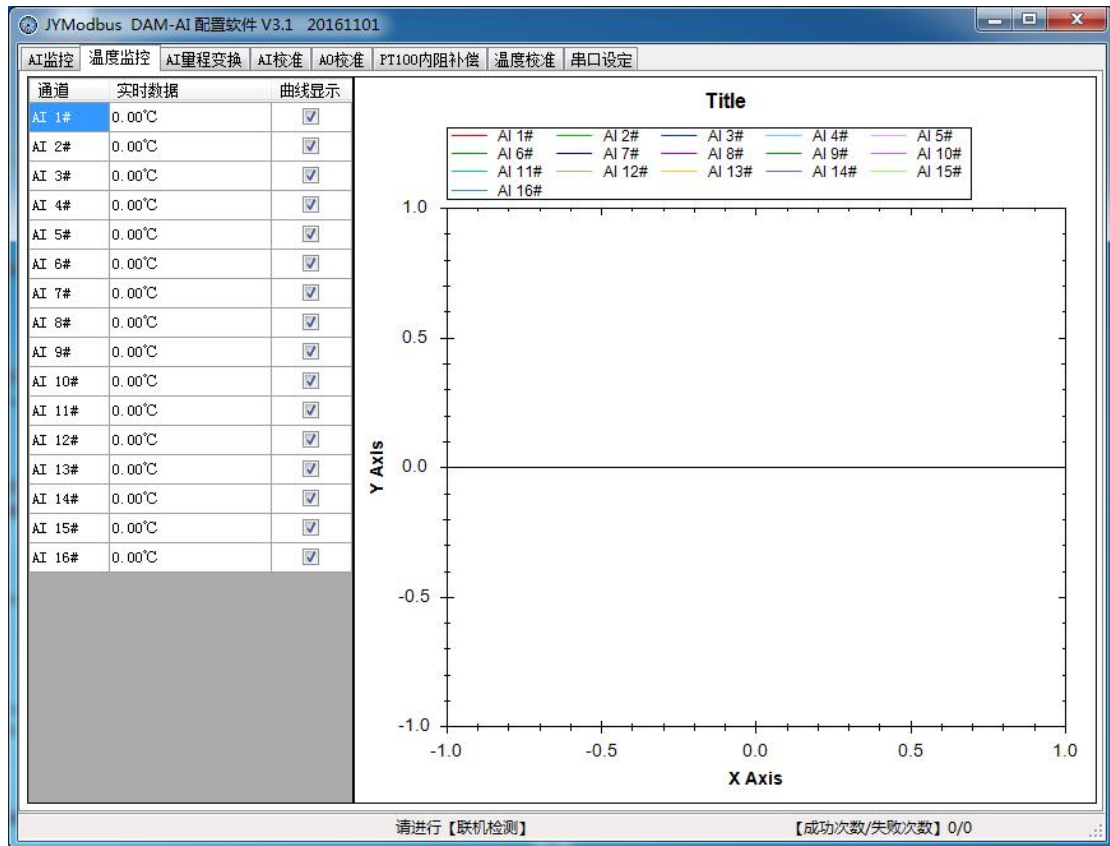 JYModbus DAM-AI 配置软件 V3.1 20161101
AI监控 温度监控 AI量程变换 AI校准 AO校准 PT100内阻补偿 温度校准 串口设定
通道 实时数据 曲线显示
AI 1# 0.00℃
AI 2# 0.00℃
AI 3# 0.00℃
AI 4# 0.00℃
AI 5# 0.00℃
AI 6# 0.00℃
AI 7# 0.00℃
AI 8# 0.00℃
AI 9# 0.00℃
AI 10# 0.00℃
AI 11# 0.00℃
AI 12# 0.00℃
AI 13# 0.00℃
AI 14# 0.00℃
AI 15# 0.00℃
AI 16# 0.00℃
Title
AI 1# AI 2# AI 3# AI 4# AI 5#
AI 6# AI 7# AI 8# AI 9# AI 10#
AI 11# AI 12# AI 13# AI 14# AI 15#
AI 16#
1.0
0.5
0.0
-0.5
-1.0
Y Axis
-1.0 -0.5 0.0 0.5 1.0
X Axis
请进行【联机检测】 【成功次数/失败次数】0/0